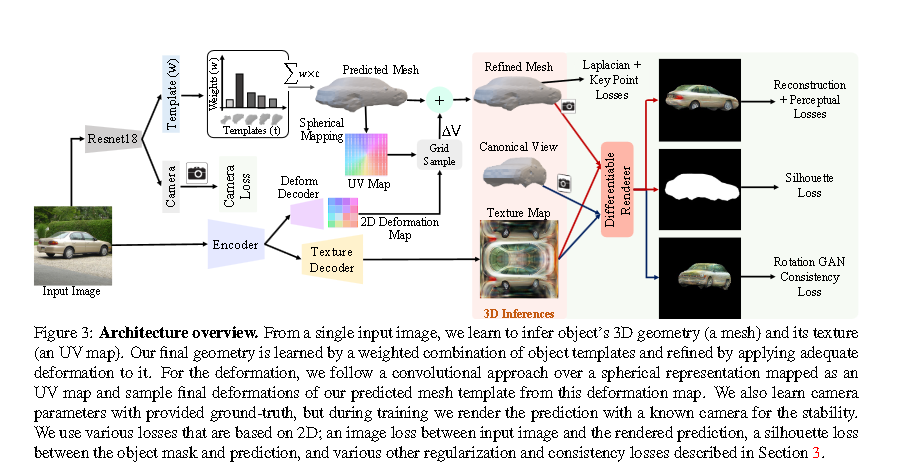 Resnet18
Template (w)
Weights (w)
Templates (t)
∑w×t
Predicted Mesh
Spherical
Mapping
UV Map
+
ΔV
Grid
Sample
Camera
Camera
Loss
Deform
Decoder
2D Deformation
Map
Encoder
Texture
Decoder
Input Image
Refined Mesh
Canonical View
Texture Map
3D Inferences
Laplacian +
Key Point
Losses
Differentiable
Renderer
Reconstruction
+ Perceptual
Losses
Silhouette
Loss
Rotation GAN
Consistency
Loss
Figure 3: Architecture overview. From a single input image, we learn to infer object's 3D geometry (a mesh) and its texture
(an UV map). Our final geometry is learned by a weighted combination of object templates and refined by applying adequate
deformation to it. For the deformation, we follow a convolutional approach over a spherical representation mapped as an
UV map and sample final deformations of our predicted mesh template from this deformation map. We also learn camera
parameters with provided ground-truth, but during training we render the prediction with a known camera for the stability.
We use various losses that are based on 2D; an image loss between input image and the rendered prediction, a silhouette loss
between the object mask and prediction, and various other regularization and consistency losses described in Section 3.